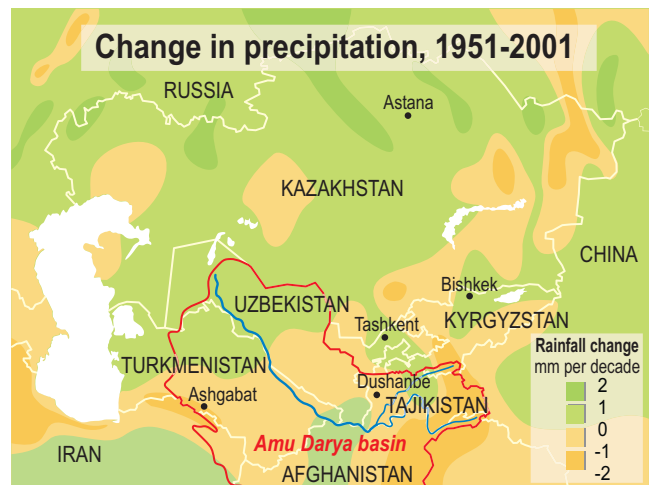 Change in precipitation, 1951-2001
RUSSIA
Astana
KAZAKHSTAN
CHINA
Bishkek
UZBEKISTAN
KYRGYZSTAN
Tashkent
Rainfall change
mm per decade
TURKMENISTAN
Dushanbe
2
Ashgabat
TAJIKISTAN
1
0
Amu Darya basin
-1
IRAN
AFGHANISTAN
-2